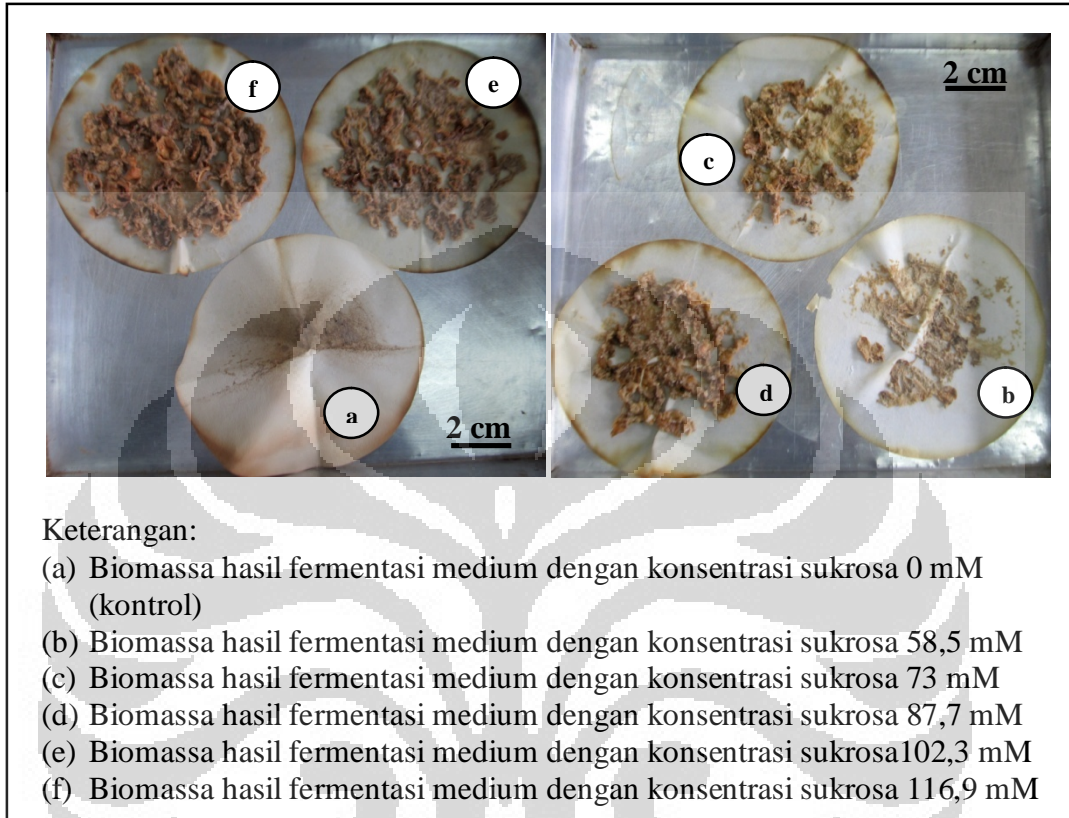 f
e
c
2 cm
a
2 cm
d
b
Keterangan:
(a) Biomassa hasil fermentasi medium dengan konsentrasi sukrosa 0 mM
(kontrol)
(b) Biomassa hasil fermentasi medium dengan konsentrasi sukrosa 58,5 mM
(c) Biomassa hasil fermentasi medium dengan konsentrasi sukrosa 73 mM
(d) Biomassa hasil fermentasi medium dengan konsentrasi sukrosa 87,7 mM
(e) Biomassa hasil fermentasi medium dengan konsentrasi sukrosa102,3 mM
(f) Biomassa hasil fermentasi medium dengan konsentrasi sukrosa 116,9 mM